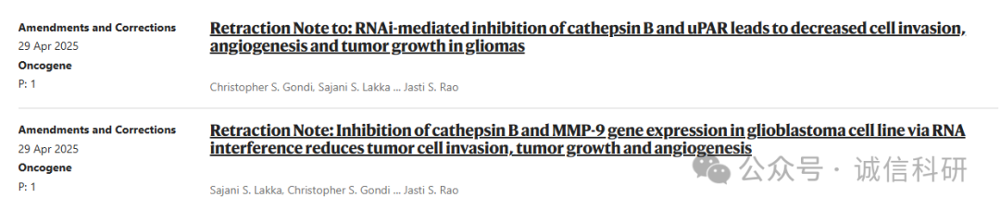 Amendments and Corrections
29 Apr 2025
Oncogene
P: 1
Retraction Note to: RNAi-mediated inhibition of cathepsin B and uPAR leads to decreased cell invasion,
angiogenesis and tumor growth in gliomas
Christopher S. Gondi, Sajani S. Lakka ... Jasti S. Rao
Amendments and Corrections
29 Apr 2025
Oncogene
P: 1
Retraction Note: Inhibition of cathepsin B and MMP-9 gene expression in glioblastoma cell line via RNA
interference reduces tumor cell invasion, tumor growth and angiogenesis
Sajani S. Lakka, Christopher S. Gondi ... Jasti S. Rao
公众号 · 诚信科研